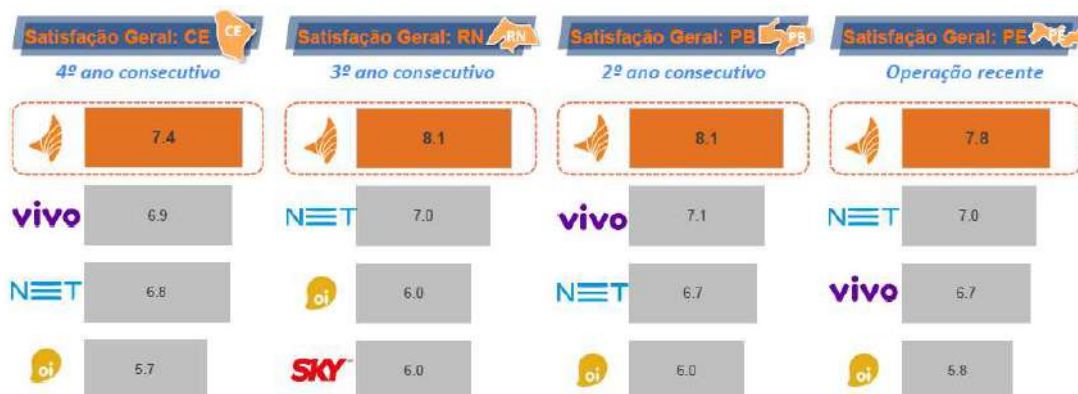 Satisfação Geral: CE
CE
4º ano consecutivo
7.4
vivo
6.9
NET
6.8
oi
5.7
Satisfação Geral: RN
RN
3º ano consecutivo
8.1
NET
7.0
oi
6.0
SKY
6.0
Satisfação Geral: PB
PB
2º ano consecutivo
8.1
vivo
7.1
NET
6.7
oi
6.0
Satisfação Geral: PE
PE
Operação recente
7.8
NET
7.0
vivo
6.7
oi
5.8